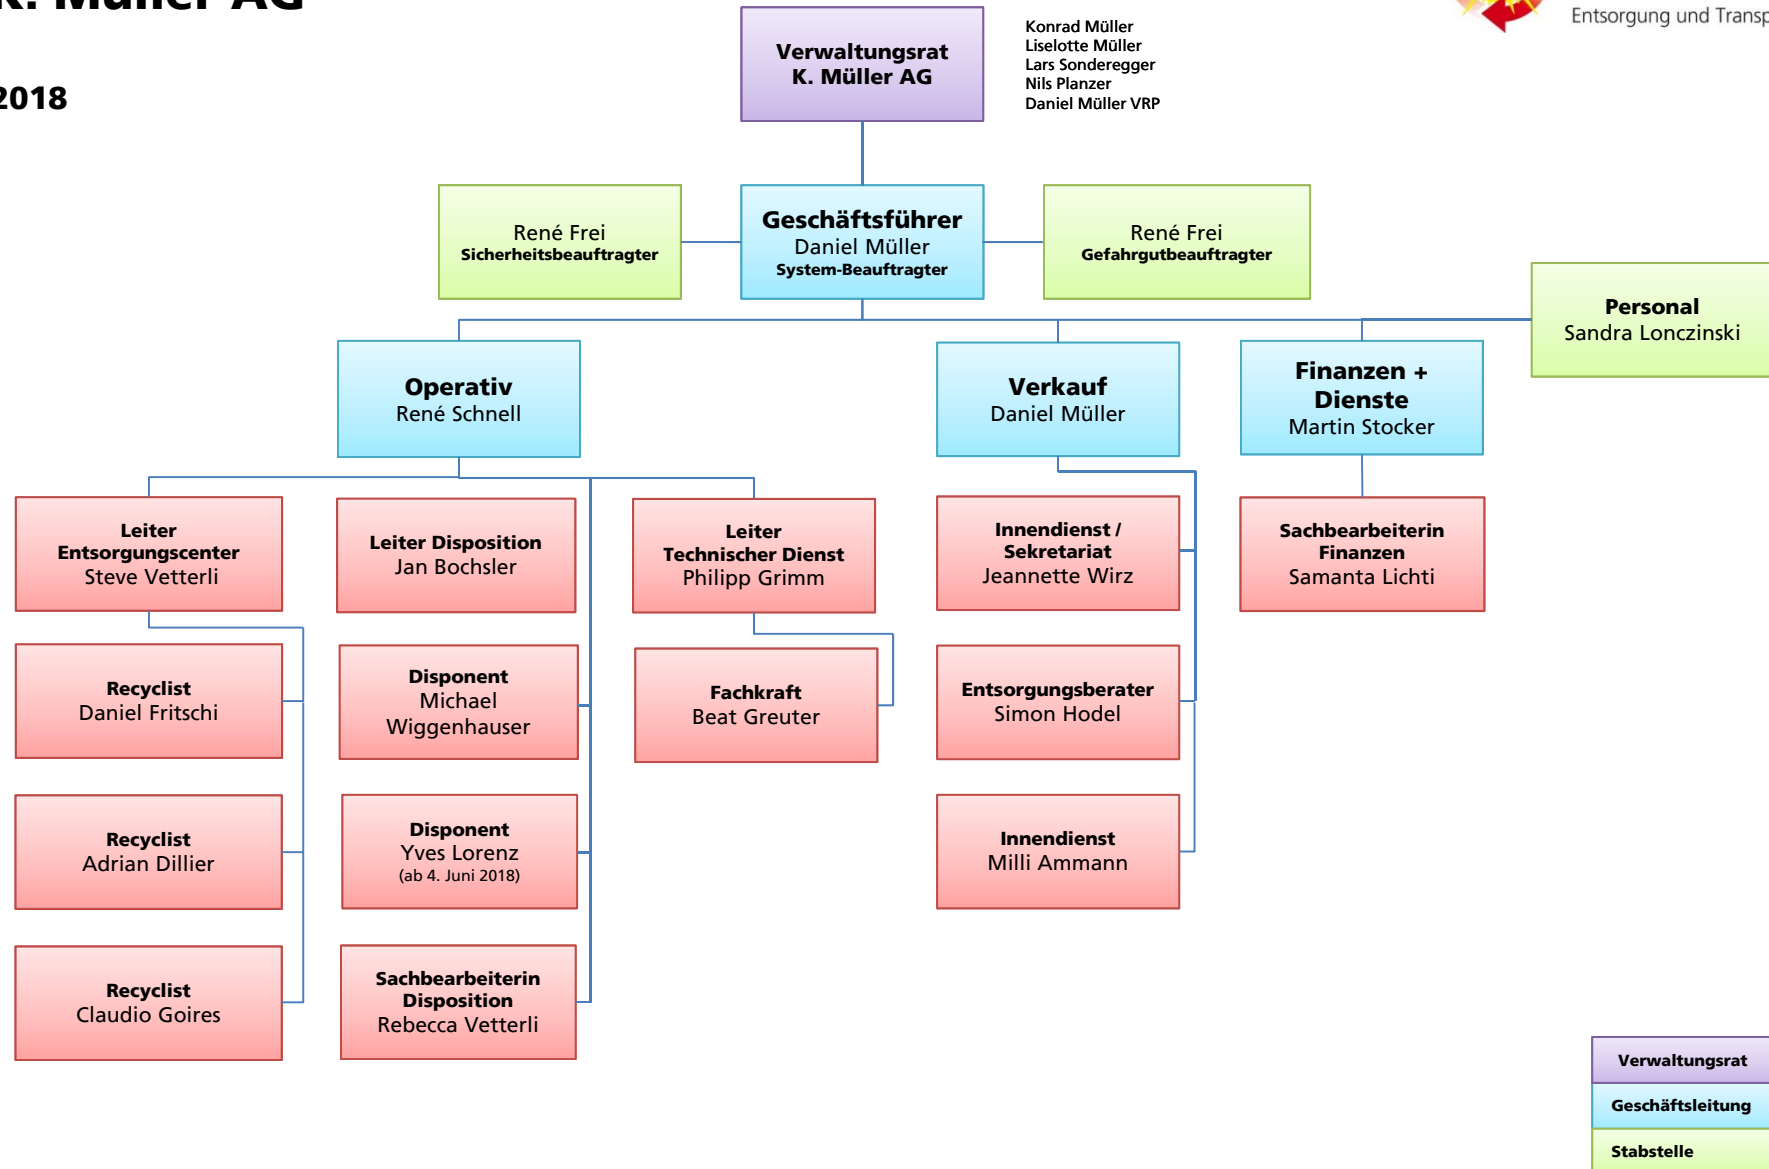 K. Müller AG
2018
Entsorgung und
Verwaltungsrat
K. Müller AG
Konrad Müller
Liselotte Müller
Lars Sonderegger
Nils Planzer
Daniel Müller VRP
René Frei
Sicherheitsbeauftragter
Geschäftsführer
Daniel Müller
System-Beauftragter
René Frei
Gefahrgutbeauftragter
Personal
Sandra Lonczinski
Operativ
René Schnell
Verkauf
Daniel Müller
Finanzen +
Dienste
Martin Stocker
Leiter
Entsorgungscenter
Steve Vetterli
Leiter Disposition
Jan Bochsler
Leiter
Technischer Dienst
Philipp Grimm
Innendienst /
Sekretariat
Jeannette Wirz
Sachbearbeiterin
Finanzen
Samanta Lichti
Recyclist
Daniel Fritschi
Disponent
Michael
Wiggenhauser
Fachkraft
Beat Greuter
Entsorgungsberater
Simon Hodel
Recyclist
Adrian Dillier
Disponent
Yves Lorenz
(ab 4. Juni 2018)
Innendienst
Milli Ammann
Recyclist
Claudio Goires
Sachbearbeiterin
Disposition
Rebecca Vetterli
Verwaltungsrat
Geschäftsleitung
Stabstelle